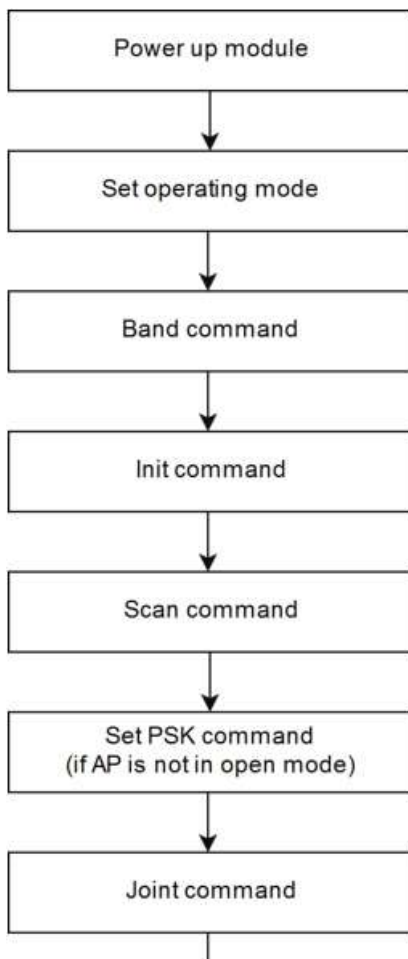 Power up module
Set operating mode
Band command
Init command
Scan command
Set PSK command
(if AP is not in open mode)
Joint command